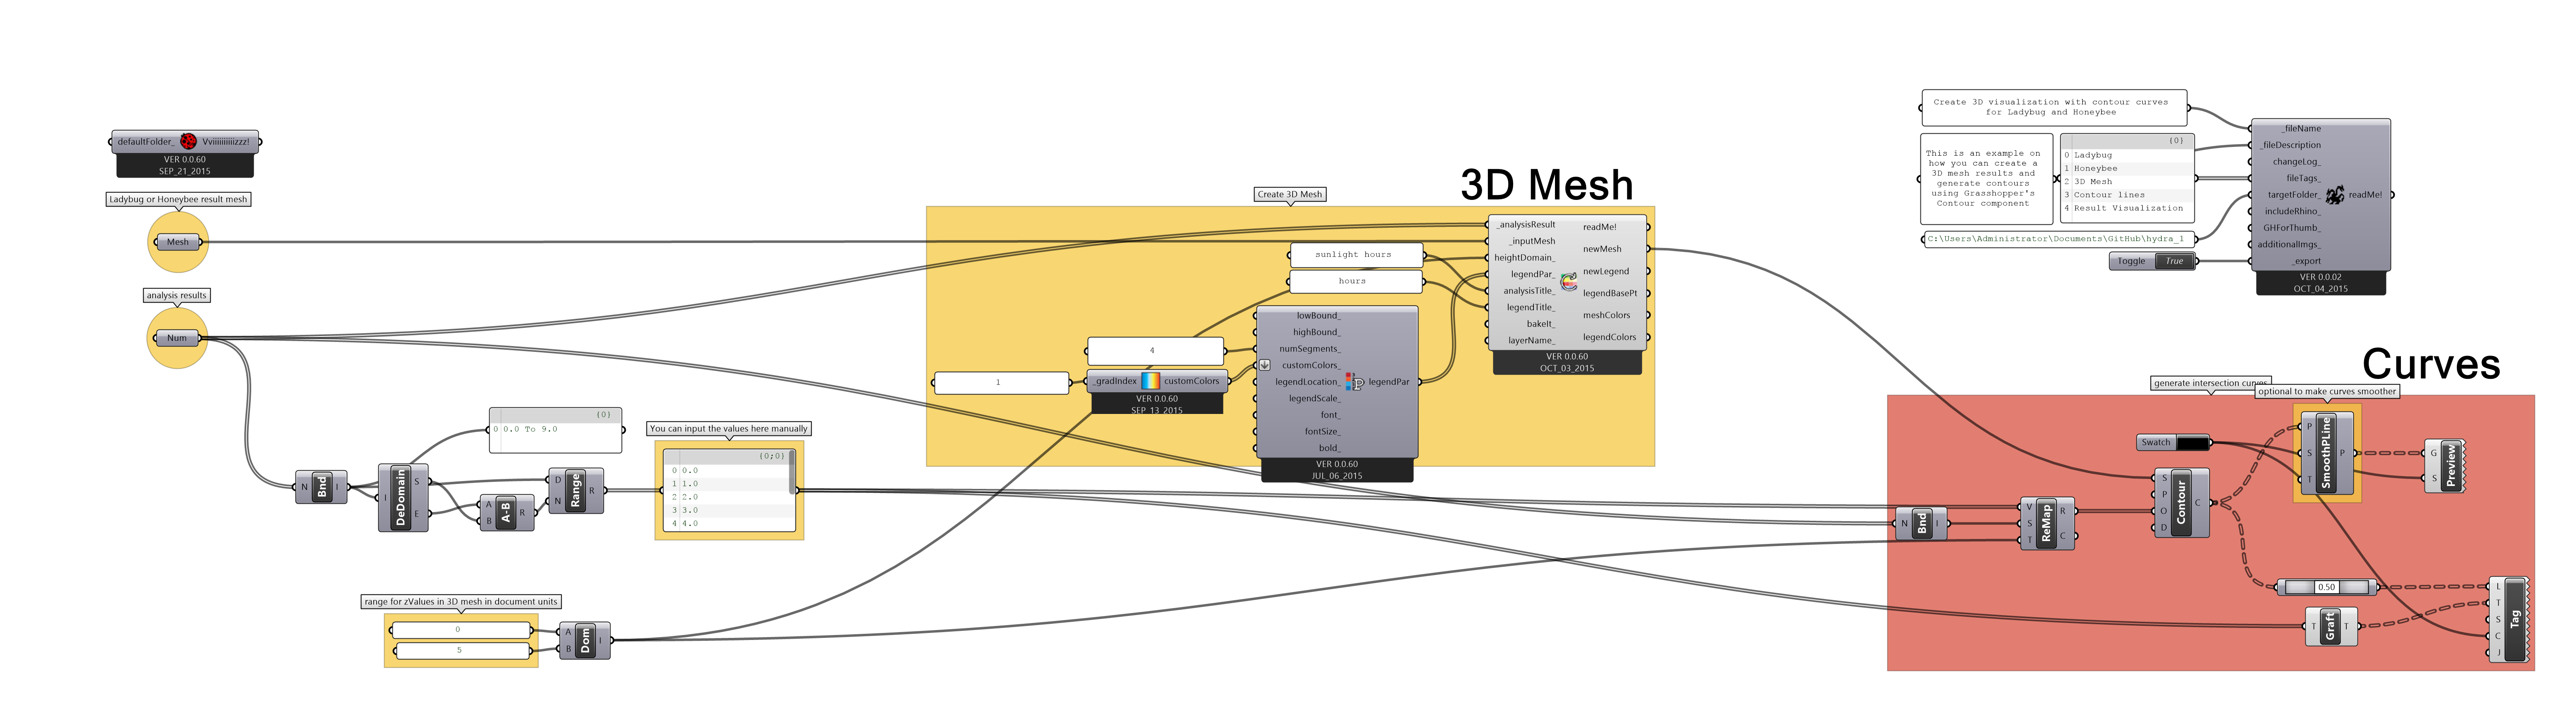 defaultFolder_ Vviiiiiiiiiizzz!
VER 0.0.60
SEP_21_2015
Ladybug or Honeybee result mesh
Mesh
analysis results
Num
N Bnd I
{0}
0 0.0 To 9.0
I DeDomain S E
A B A-B R
D N Range R
You can input the values here manually
{0;0}
0 0.0
1 1.0
2 2.0
3 3.0
4 4.0
range for zValues in 3D mesh in document units
0
5
A B Dom I
3D Mesh
Create 3D Mesh
sunlight hours
hours
4
1
_gradIndex customColors
VER 0.0.60
SEP_13_2015
lowBound_
highBound_
numSegments_
customColors_
legendLocation_
legendScale_
font_
fontSize_
bold_
legendPar
VER 0.0.60
JUL_06_2015
_analysisResult
_inputMesh
heightDomain_
legendPar_
analysisTitle_
legendTitle_
bakeIt_
layerName_
readMe!
newMesh
newLegend
legendBasePt
meshColors
legendColors
VER 0.0.60
OCT_03_2015
Create 3D visualization with contour curves
for Ladybug and Honeybee
This is an example on
how you can create a
3D mesh results and
generate contours
using Grasshopper's
Contour component
{0}
0 Ladybug
1 Honeybee
2 3D Mesh
3 Contour lines
4 Result Visualization
C:\Users\Administrator\Documents\GitHub\hydra_1
Toggle True
_fileName
_fileDescription
changeLog_
fileTags_
targetFolder_
includeRhino_
GHForThumb_
additionalImgs_
_export
readMe!
VER 0.0.02
OCT_04_2015
Curves
generate intersection curves
optional to make curves smoother
Swatch
P S T SmoothPLine P
G S Preview
S P O D Contour C
N Bnd I
V S T ReMap R C
0.50
T Graft T
L T S C J Tag